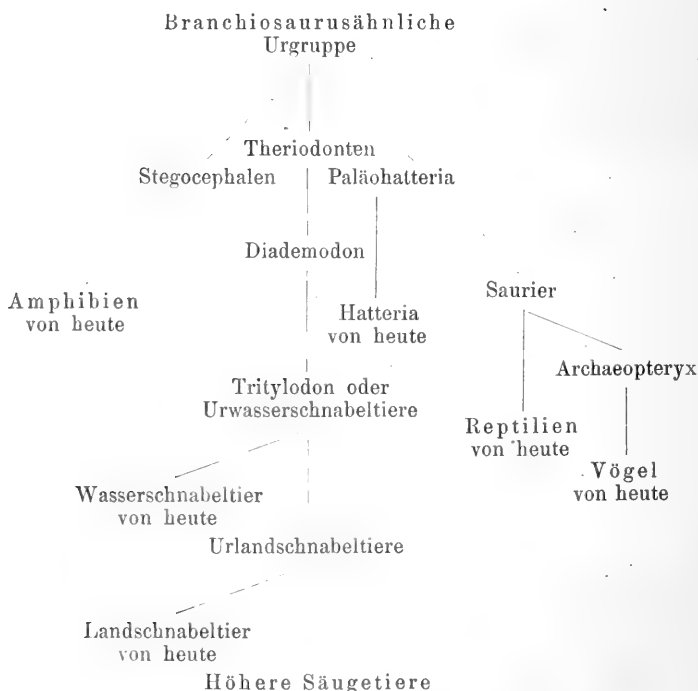 Branchiosaurusähnliche
Urgruppe
Theriodonten
Stegocephalen
Paläohatteria
Diademodon
Saurier
Amphibien
von heute
Hatteria
von heute
Archaeopteryx
Tritylodon oder
Urwasserschnabeltiere
Reptilien
von heute
Vögel
von heute
Wasserschnabeltier
von heute
Urlandschnabeltiere
Landschnabeltier
von heute
Höhere Säugetiere